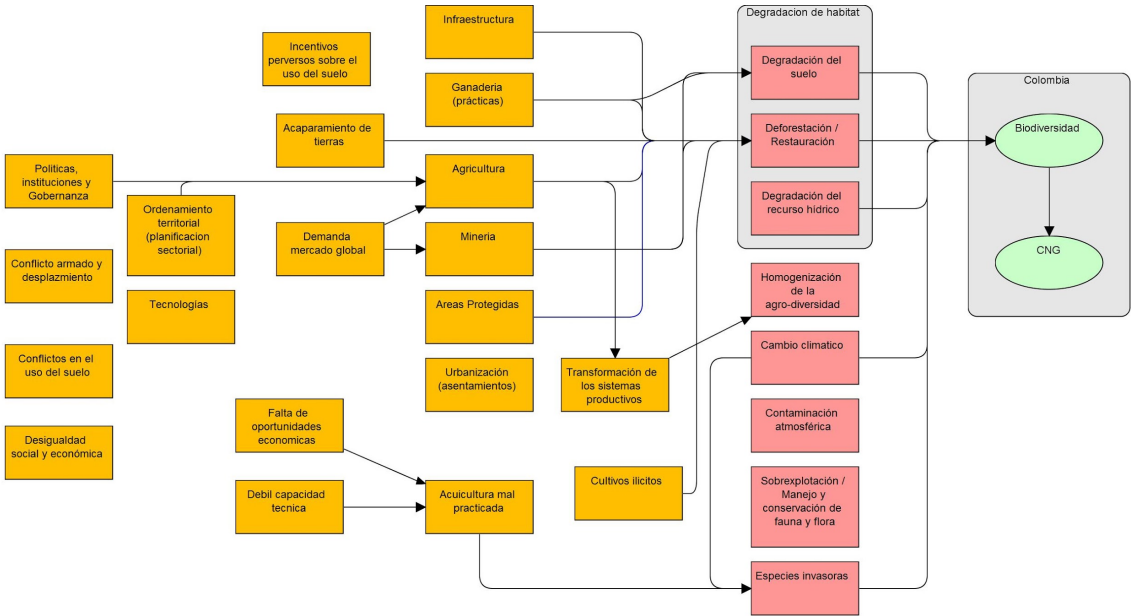 Infraestructura
Degradacion de habitat
Incentivos
perversos sobre el
uso del suelo
Degradación del
suelo
Ganaderia
(prácticas)
Colombia
Acaparamiento de
tierras
Deforestación /
Restauración
Biodiversidad
Politicas,
instituciones y
Gobernanza
Agricultura
Ordenamiento
territorial
(planificacion
sectorial)
Degradación del
recurso hídrico
Demanda
mercado global
Mineria
CNG
Conflicto armado y
desplazmiento
Homogenización
de la
agro-diversidad
Tecnologías
Areas Protegidas
Cambio climatico
Conflictos en el
uso del suelo
Urbanización
(asentamientos)
Transformación de
los sistemas
productivos
Falta de
oportunidades
economicas
Contaminación
atmosférica
Desigualdad
social y económica
Cultivos ilicitos
Sobrexplotación /
Manejo y
conservación de
fauna y flora
Debil capacidad
tecnica
Acuicultura mal
practicada
Especies invasoras